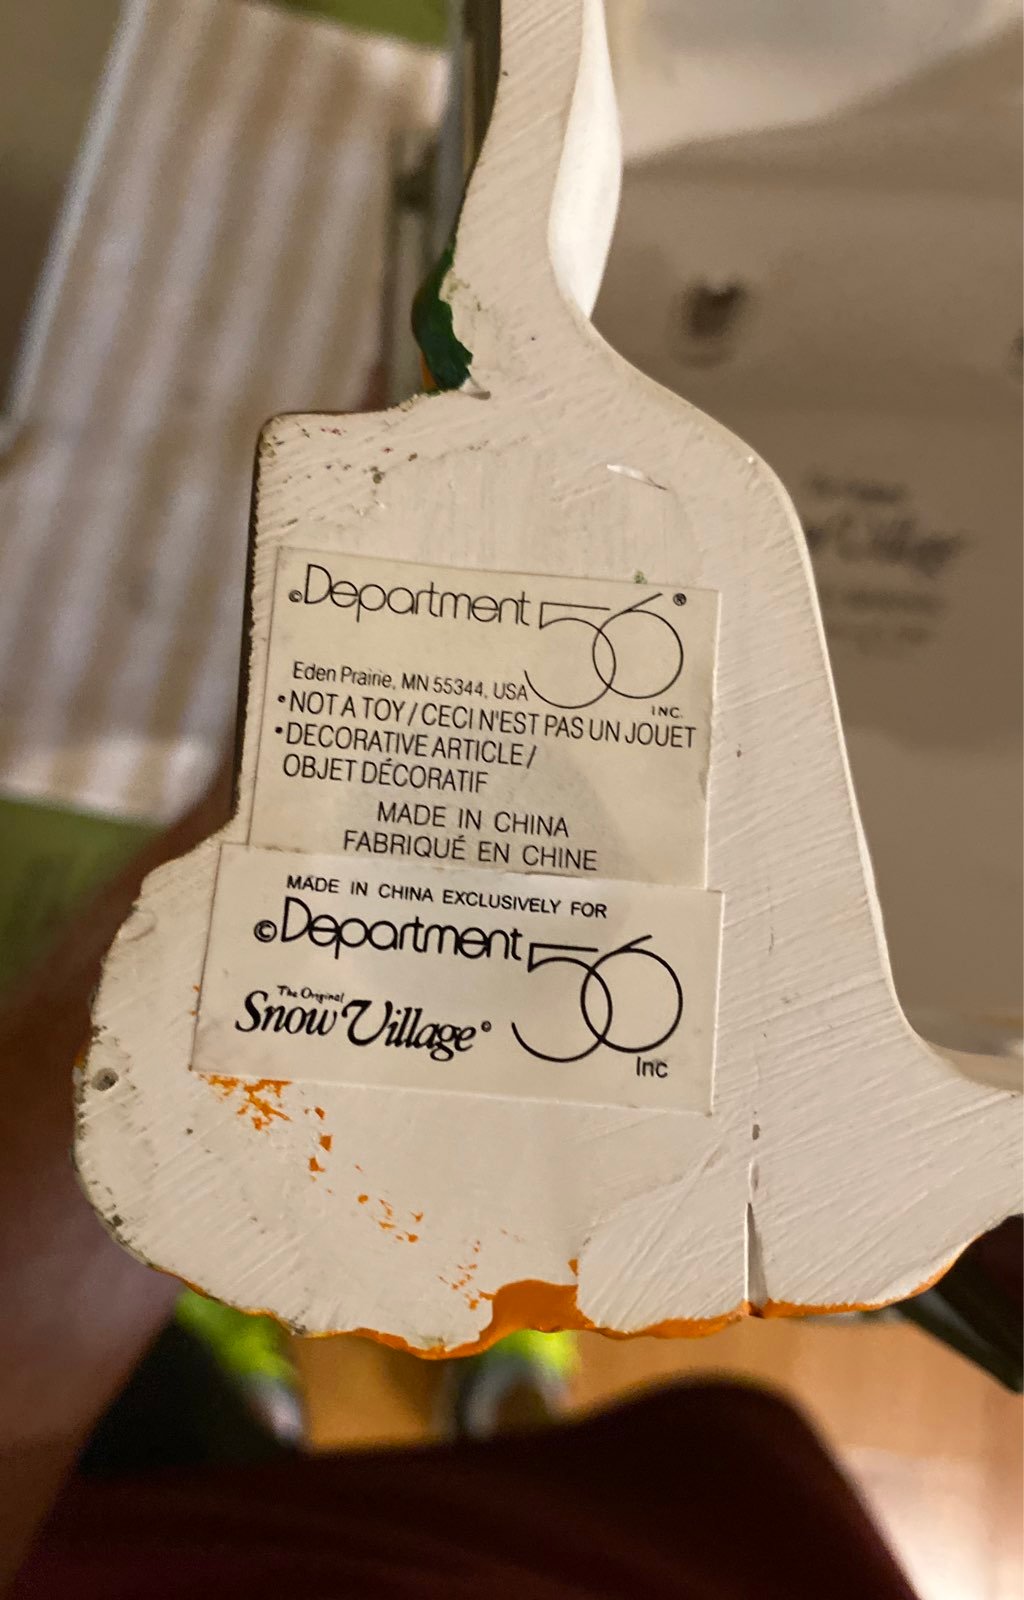 ©Department 56®
INC.
Eden Prairie, MN 55344, USA
•NOT A TOY / CECI N'EST PAS UN JOUET
•DECORATIVE ARTICLE /
OBJET DÉCORATIF
MADE IN CHINA
FABRIQUÉ EN CHINE
MADE IN CHINA EXCLUSIVELY FOR
©Department 56
Inc
The Original
Snow Village®